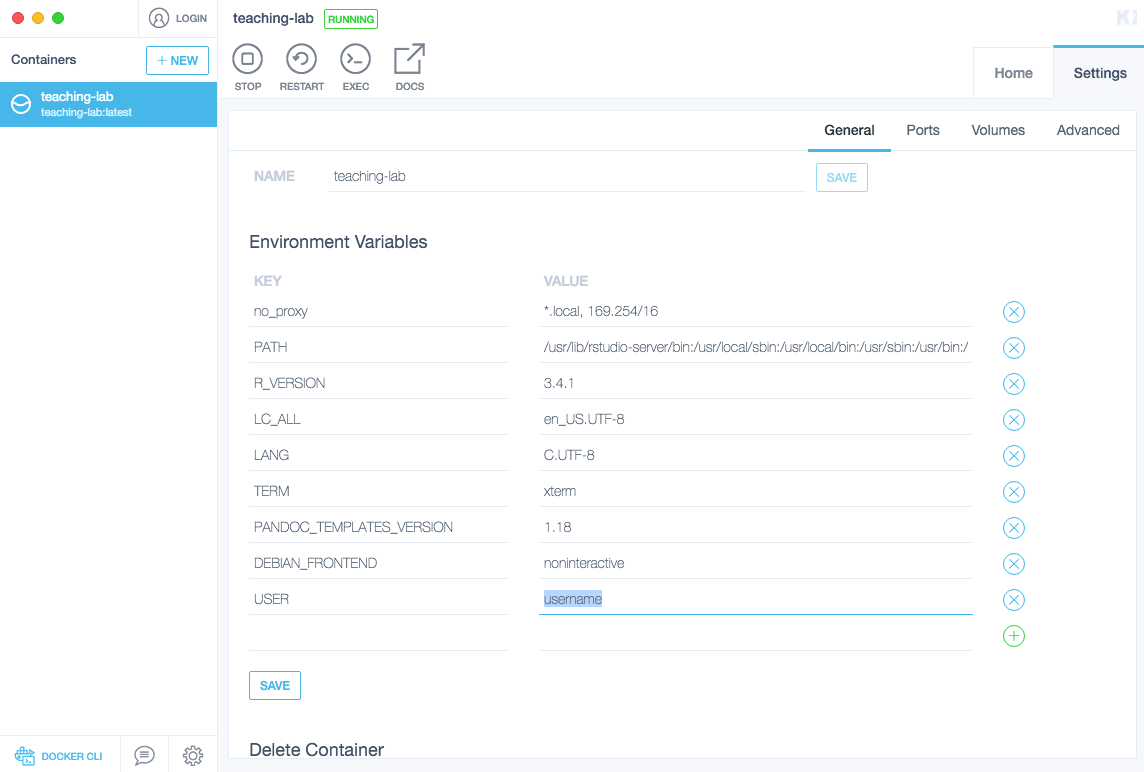 LOGIN
teaching-lab RUNNING
Containers
+ NEW
STOP RESTART EXEC DOCS
Home Settings
teaching-lab
teaching-lab:latest
General Ports Volumes Advanced
NAME teaching-lab SAVE
Environment Variables
KEY VALUE
no_proxy *.local, 169.254/16
PATH /usr/lib/rstudio-server/bin:/usr/local/sbin:/usr/local/bin:/usr/sbin:/usr/bin:/
R_VERSION 3.4.1
LC_ALL en_US.UTF-8
LANG C.UTF-8
TERM xterm
PANDOC_TEMPLATES_VERSION 1.18
DEBIAN_FRONTEND noninteractive
USER username
SAVE
Delete Container
DOCKER CLI